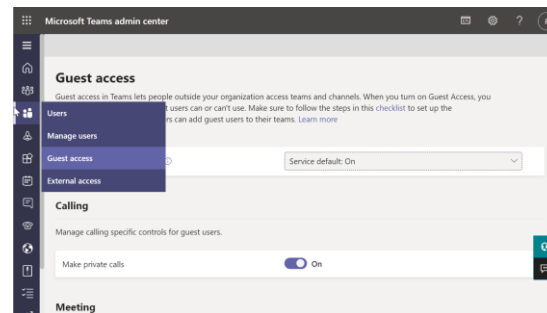 Microsoft Teams admin center
?
Guest access
Guest access in Teams lets people outside your organization access teams and channels. When you turn on Guest Access, you
t users can or can't use. Make sure to follow the steps in this checklist to set up the
rs can add guest users to their teams. Learn more
Users
Manage users
Guest access
External access
Service default: On
Calling
Manage calling specific controls for guest users.
Make private calls
On
Meeting